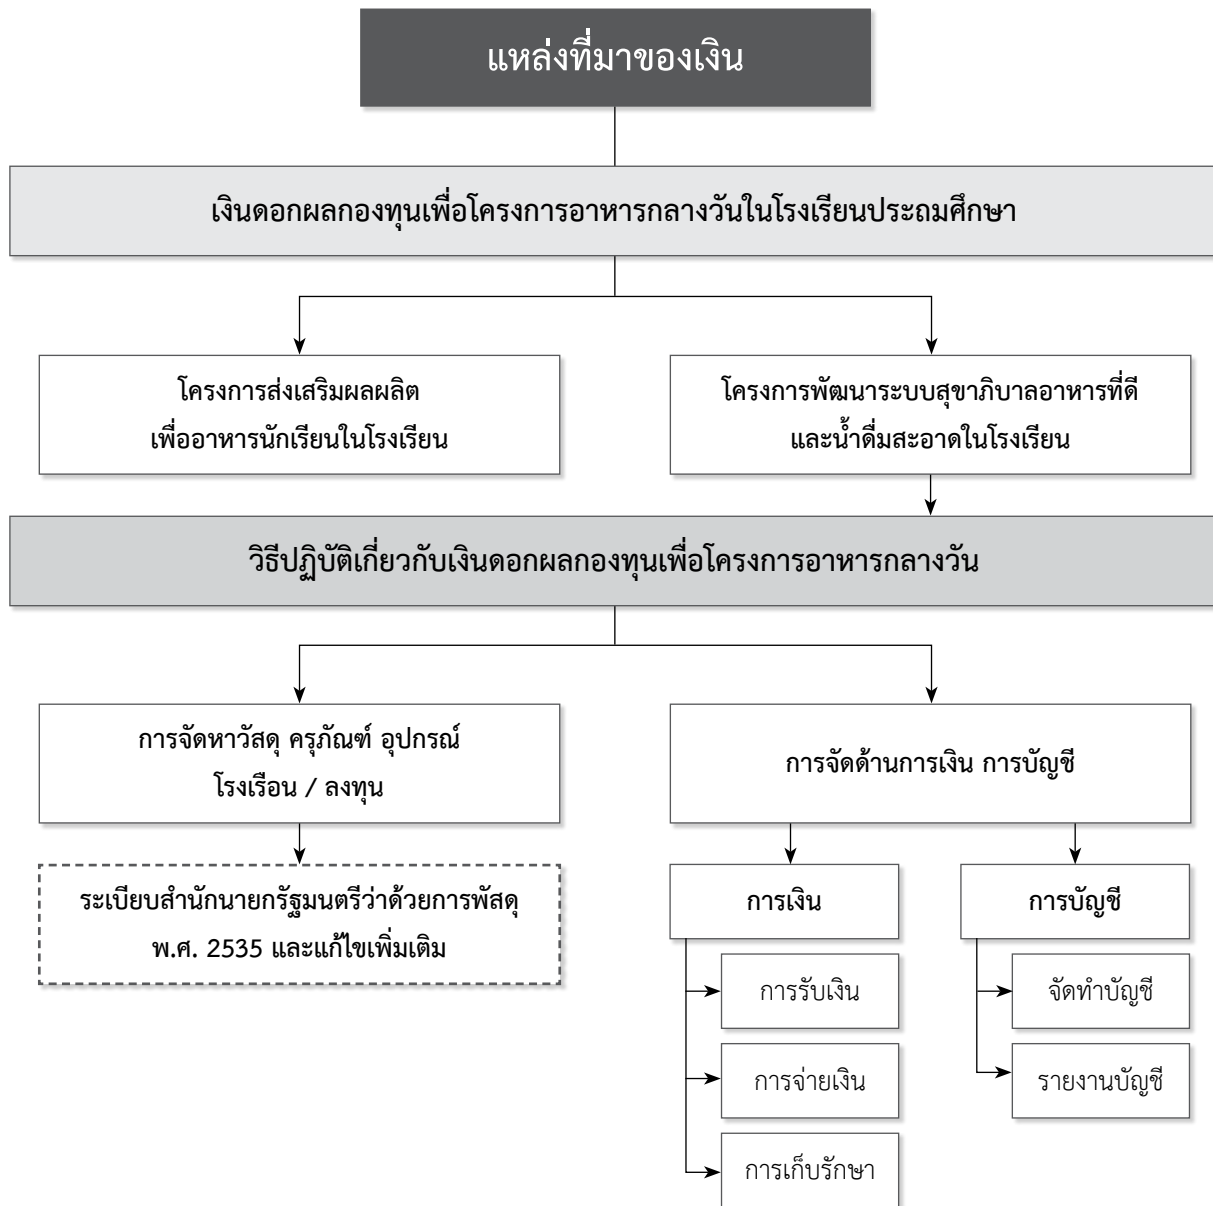 แหล่งที่มาของเงิน
เงินดอกผลกองทุนเพื่อโครงการอาหารกลางวันในโรงเรียนประถมศึกษา
โครงการส่งเสริมผลผลิต
เพื่ออาหารนักเรียนในโรงเรียน
โครงการพัฒนาระบบสุขาภิบาลอาหารที่ดี
และน้ำดื่มสะอาดในโรงเรียน
วิธีปฏิบัติเกี่ยวกับเงินดอกผลกองทุนเพื่อโครงการอาหารกลางวัน
การจัดหาวัสดุ ครุภัณฑ์ อุปกรณ์
โรงเรือน / ลงทุน
ระเบียบสำนักนายกรัฐมนตรีว่าด้วยการพัสดุ
พ.ศ. 2535 และแก้ไขเพิ่มเติม
การจัดด้านการเงิน การบัญชี
การเงิน
การรับเงิน
การจ่ายเงิน
การเก็บรักษา
การบัญชี
จัดทำบัญชี
รายงานบัญชี